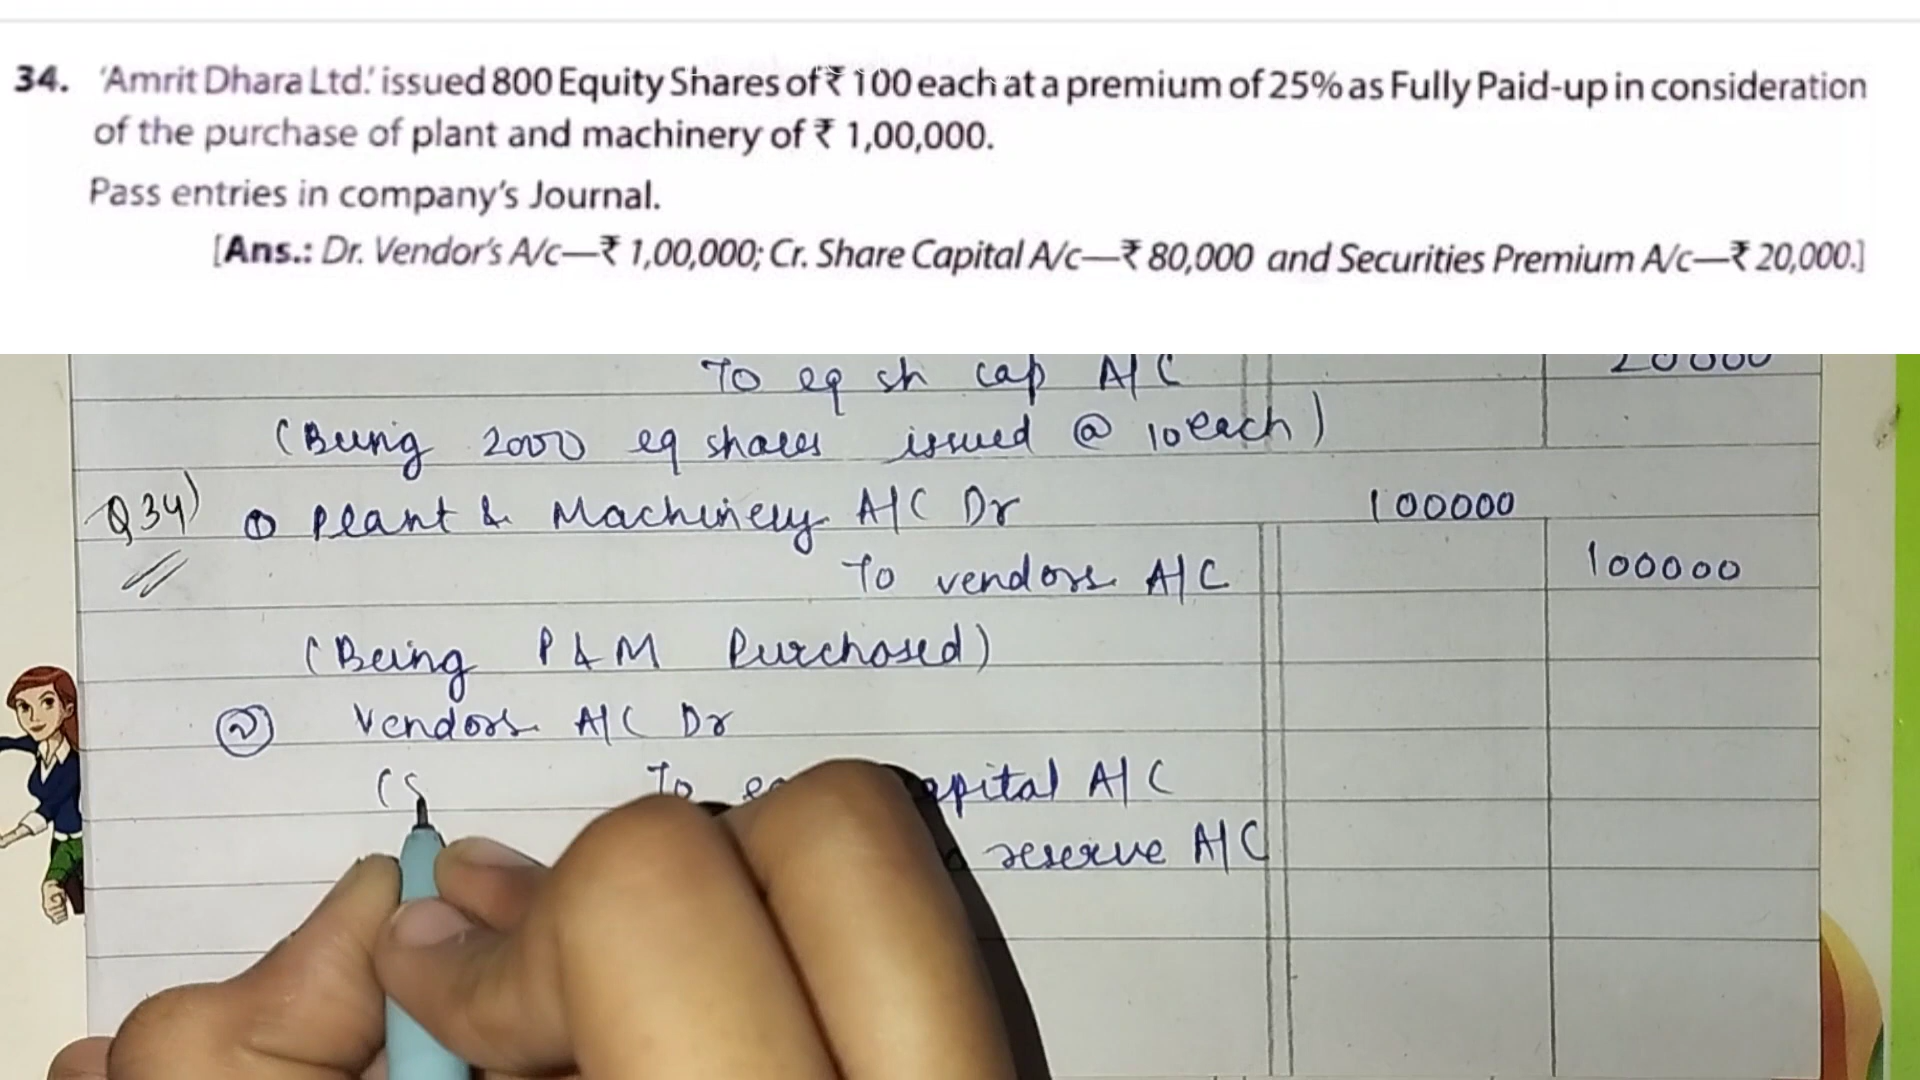 34. 'Amrit Dhara Ltd.' issued 800 Equity Shares of ₹ 100 each at a premium of 25% as Fully Paid-up in consideration
of the purchase of plant and machinery of ₹ 1,00,000.
Pass entries in company's Journal.
[Ans.: Dr. Vendor's A/c—₹ 1,00,000; Cr. Share Capital A/c—₹ 80,000 and Securities Premium A/c—₹ 20,000.]
To eq sh cap A/C 20000
(Being 2000 eq shares issued @ 10 each)
Q34) ① Plant & Machinery A/C Dr 100000
To vendors A/C 100000
(Being P & M Purchased)
② Vendors A/C Dr
(S To A/C
reserve A/C